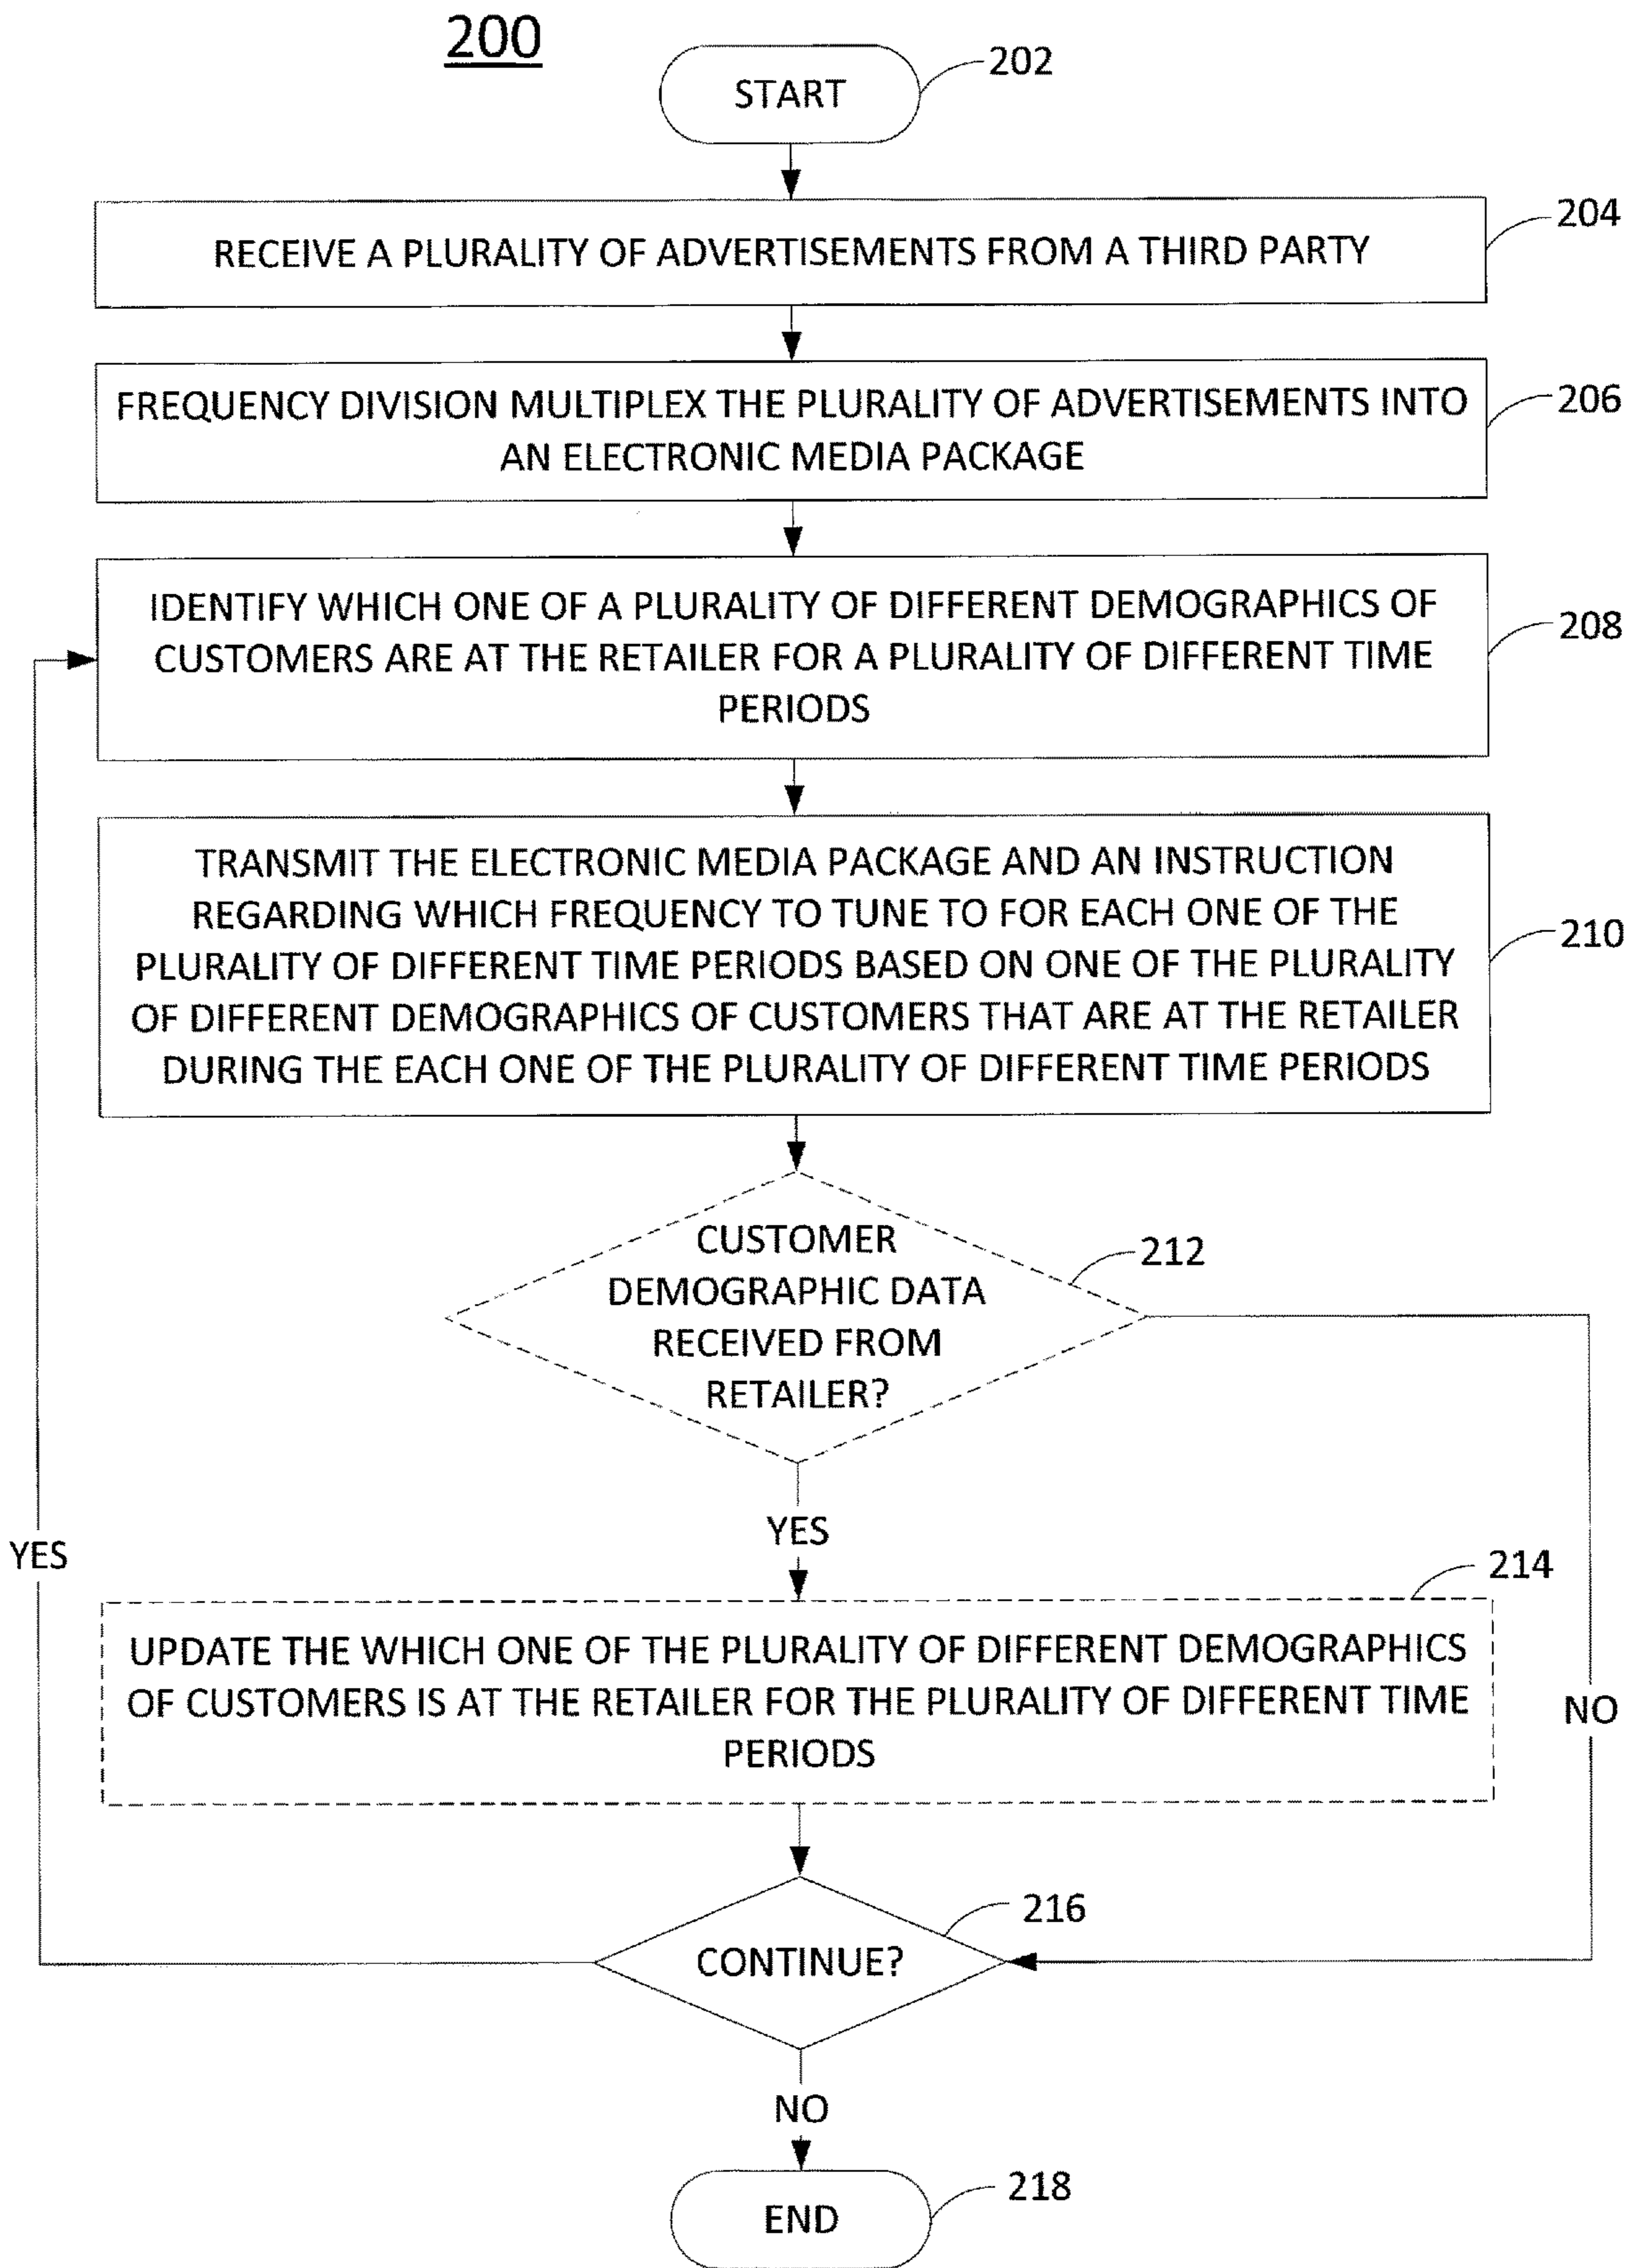 200
START
202
RECEIVE A PLURALITY OF ADVERTISEMENTS FROM A THIRD PARTY
204
FREQUENCY DIVISION MULTIPLEX THE PLURALITY OF ADVERTISEMENTS INTO
AN ELECTRONIC MEDIA PACKAGE
206
IDENTIFY WHICH ONE OF A PLURALITY OF DIFFERENT DEMOGRAPHICS OF
CUSTOMERS ARE AT THE RETAILER FOR A PLURALITY OF DIFFERENT TIME
PERIODS
208
TRANSMIT THE ELECTRONIC MEDIA PACKAGE AND AN INSTRUCTION
REGARDING WHICH FREQUENCY TO TUNE TO FOR EACH ONE OF THE
PLURALITY OF DIFFERENT TIME PERIODS BASED ON ONE OF THE PLURALITY
OF DIFFERENT DEMOGRAPHICS OF CUSTOMERS THAT ARE AT THE RETAILER
DURING THE EACH ONE OF THE PLURALITY OF DIFFERENT TIME PERIODS
210
CUSTOMER
DEMOGRAPHIC DATA
RECEIVED FROM
RETAILER?
212
YES
YES
214
UPDATE THE WHICH ONE OF THE PLURALITY OF DIFFERENT DEMOGRAPHICS
OF CUSTOMERS IS AT THE RETAILER FOR THE PLURALITY OF DIFFERENT TIME
PERIODS
NO
CONTINUE?
216
NO
END
218